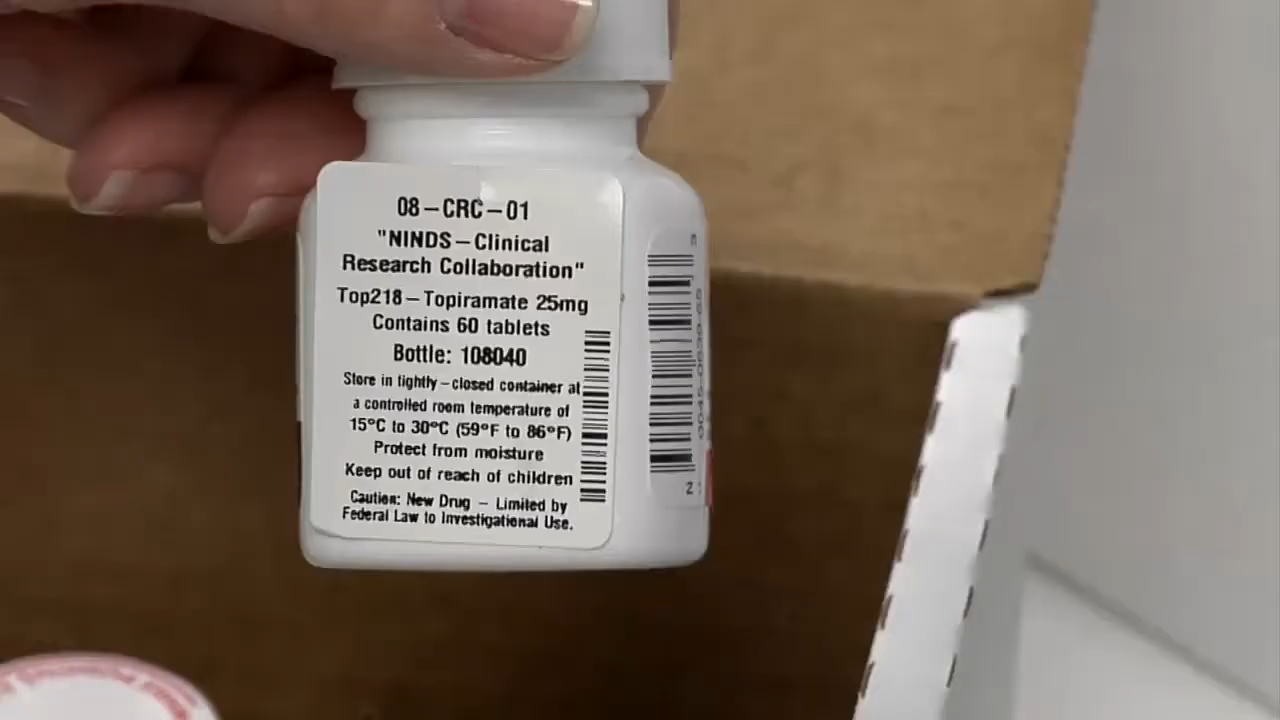 08-CRC-01
"NINDS-Clinical
Research Collaboration"
Top218-Topiramate 25mg
Contains 60 tablets
Bottle: 108040
Store in tightly-closed container at
a controlled room temperature of
15°C to 30°C (59°F to 86°F)
Protect from moisture
Keep out of reach of children
Caution: New Drug - Limited by
Federal Law to Investigational Use.